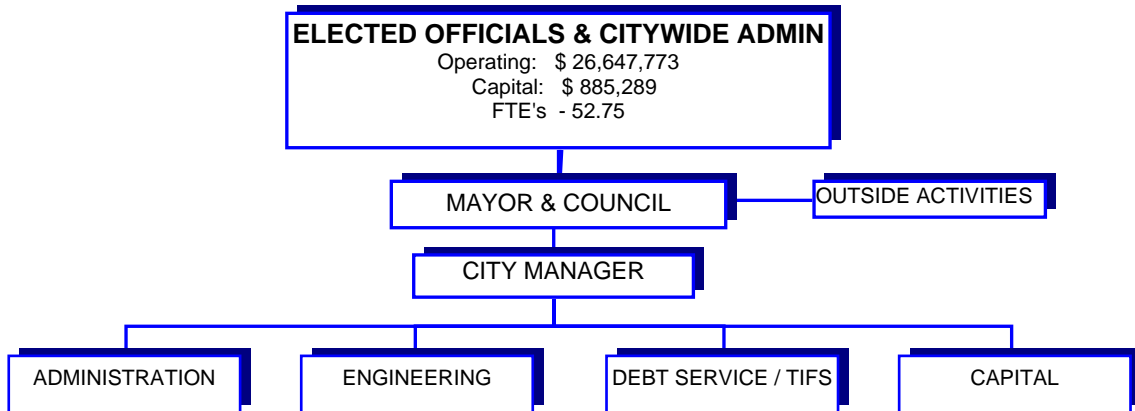 ELECTED OFFICIALS & CITYWIDE ADMIN
Operating: $ 26,647,773
Capital: $ 885,289
FTE's - 52.75
MAYOR & COUNCIL
OUTSIDE ACTIVITIES
CITY MANAGER
ADMINISTRATION
ENGINEERING
DEBT SERVICE / TIFS
CAPITAL